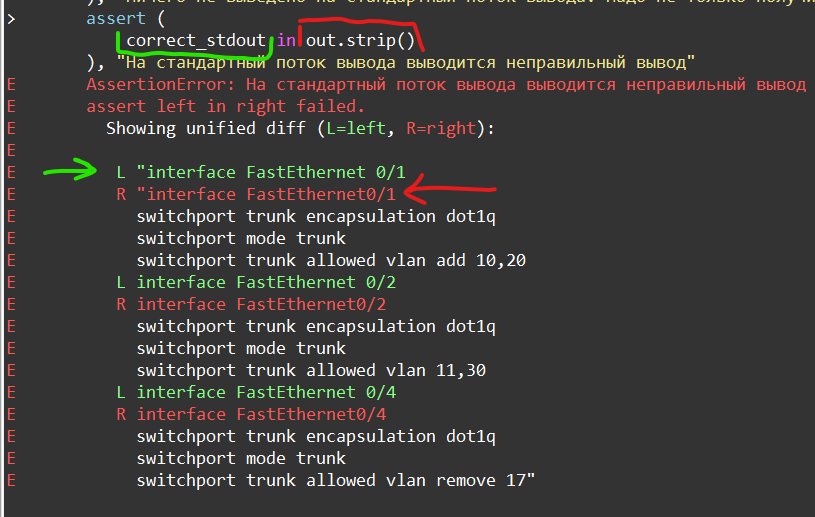 ), "Ничего не выведено на стандартный поток вывода. Надо не только получи
> assert (
correct_stdout in out.strip()
), "На стандартный поток вывода выводится неправильный вывод"
E AssertionError: На стандартный поток вывода выводится неправильный вывод
E assert left in right failed.
E Showing unified diff (L=left, R=right):
E
E L "interface FastEthernet 0/1
E R "interface FastEthernet0/1
E switchport trunk encapsulation dot1q
E switchport mode trunk
E switchport trunk allowed vlan add 10,20
E L interface FastEthernet 0/2
E R interface FastEthernet0/2
E switchport trunk encapsulation dot1q
E switchport mode trunk
E switchport trunk allowed vlan 11,30
E L interface FastEthernet 0/4
E R interface FastEthernet0/4
E switchport trunk encapsulation dot1q
E switchport mode trunk
E switchport trunk allowed vlan remove 17"